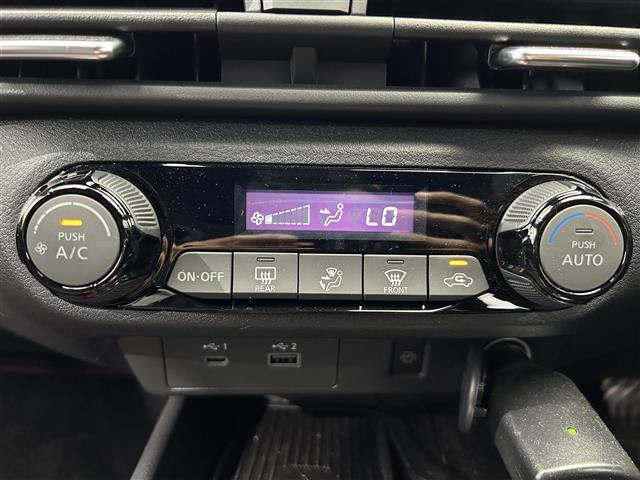 LO
PUSH
A/C
PUSH
AUTO
ON·OFF
REAR
FRONT
1
2